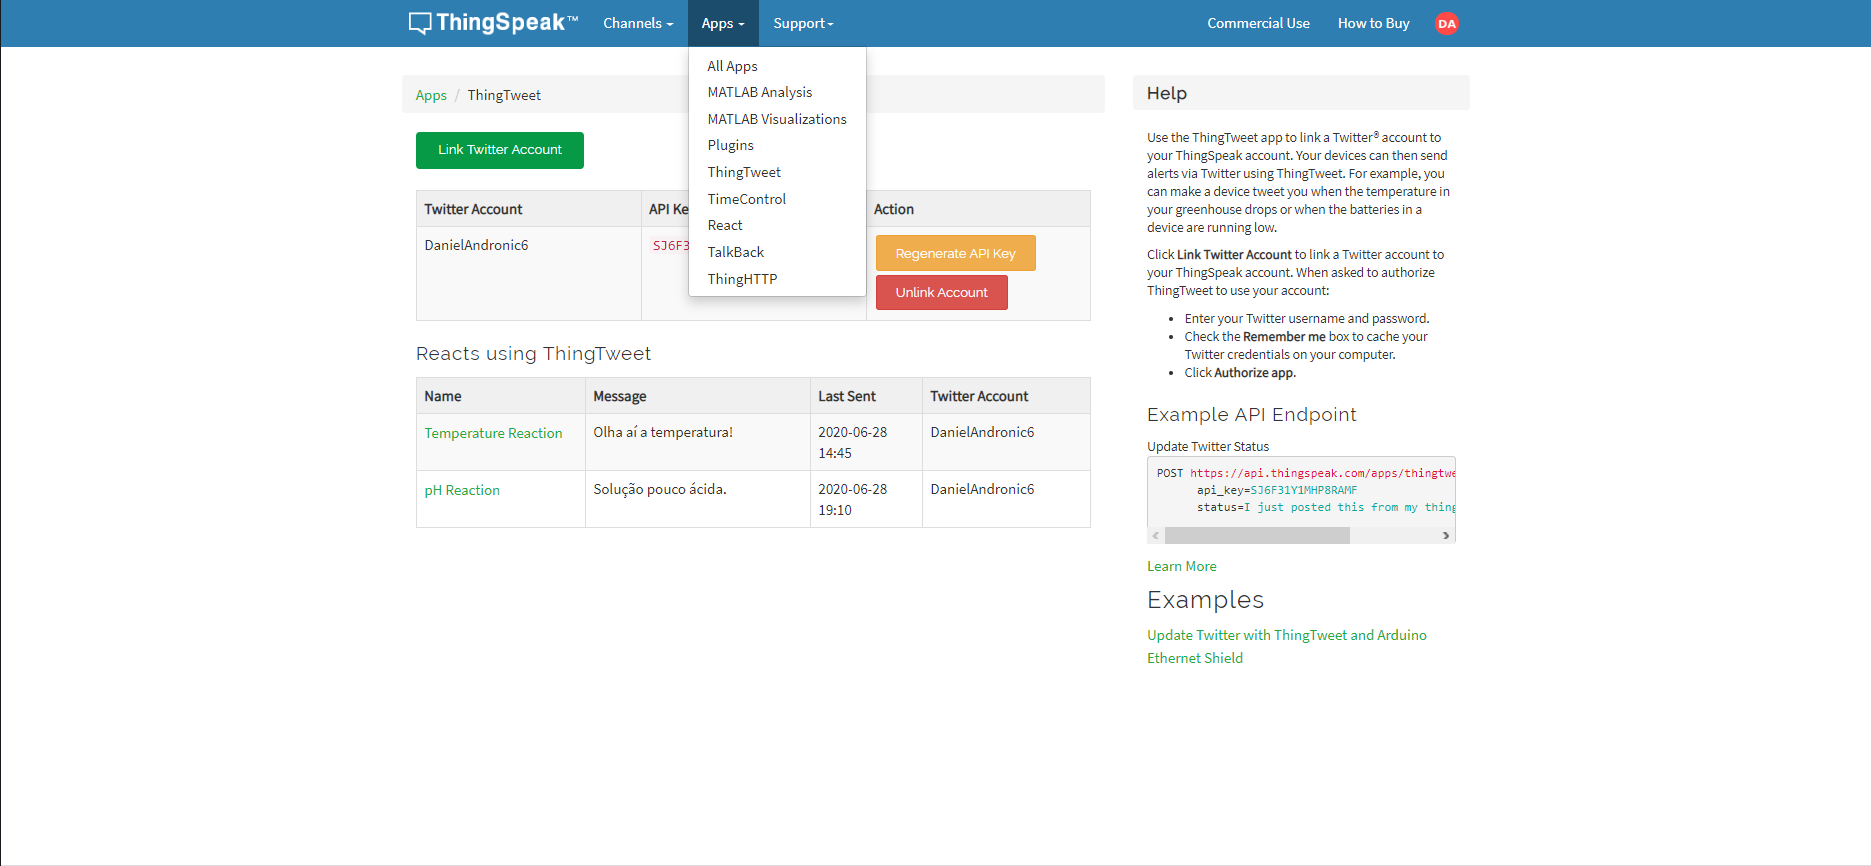 ThingSpeak™
Channels
Apps
Support
Commercial Use
How to Buy
DA
All Apps
MATLAB Analysis
MATLAB Visualizations
Plugins
ThingTweet
TimeControl
React
TalkBack
ThingHTTP
Apps / ThingTweet
Link Twitter Account
Twitter Account
API Ke
Action
DanielAndronic6
SJ6F3
Regenerate API Key
Unlink Account
Reacts using ThingTweet
Name Message Last Sent Twitter Account
Temperature Reaction Olha aí a temperatura! 2020-06-28 DanielAndronic6
14:45
pH Reaction Solução pouco ácida. 2020-06-28 DanielAndronic6
19:10
Help
Use the ThingTweet app to link a Twitter® account to
your ThingSpeak account. Your devices can then send
alerts via Twitter using ThingTweet. For example, you
can make a device tweet you when the temperature in
your greenhouse drops or when the batteries in a
device are running low.
Click Link Twitter Account to link a Twitter account to
your ThingSpeak account. When asked to authorize
ThingTweet to use your account:
• Enter your Twitter username and password.
• Check the Remember me box to cache your
Twitter credentials on your computer.
• Click Authorize app.
Example API Endpoint
Update Twitter Status
POST https://api.thingspeak.com/apps/thingtwe
api_key=SJ6F31Y1MHP8RAMF
status=I just posted this from my thing
Learn More
Examples
Update Twitter with ThingTweet and Arduino
Ethernet Shield